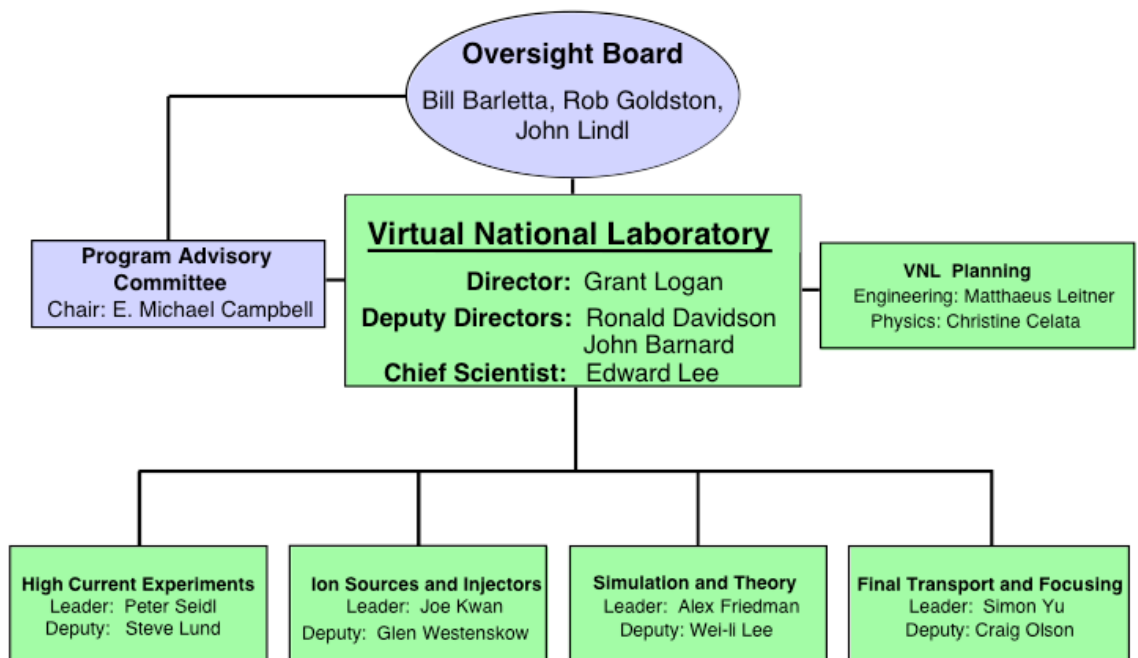 Oversight Board
Bill Barletta, Rob Goldston,
John Lindl
Virtual National Laboratory
Director: Grant Logan
Deputy Directors: Ronald Davidson
John Barnard
Chief Scientist: Edward Lee
Program Advisory
Committee
Chair: E. Michael Campbell
VNL Planning
Engineering: Matthaeus Leitner
Physics: Christine Celata
High Current Experiments
Leader: Peter Seidl
Deputy: Steve Lund
Ion Sources and Injectors
Leader: Joe Kwan
Deputy: Glen Westenskow
Simulation and Theory
Leader: Alex Friedman
Deputy: Wei-li Lee
Final Transport and Focusing
Leader: Simon Yu
Deputy: Craig Olson